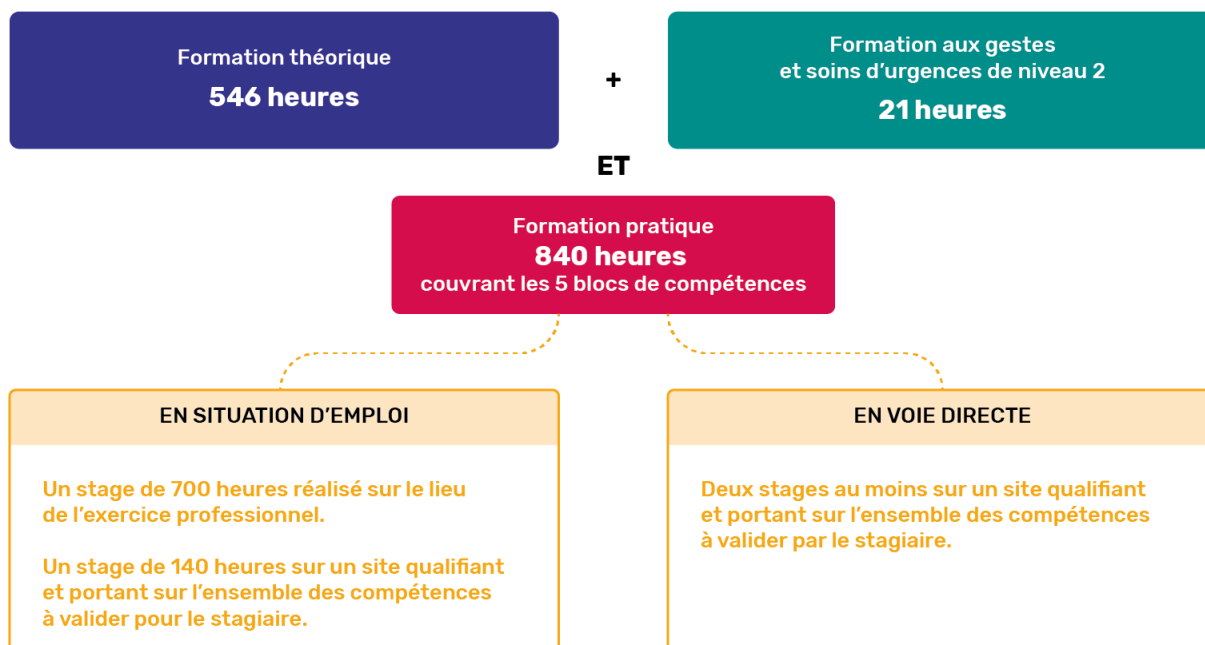 Formation théorique
546 heures
+
Formation aux gestes
et soins d'urgences de niveau 2
21 heures
ET
Formation pratique
840 heures
couvrant les 5 blocs de compétences
EN SITUATION D'EMPLOI
Un stage de 700 heures réalisé sur le lieu
de l'exercice professionnel.
Un stage de 140 heures sur un site qualifiant
et portant sur l'ensemble des compétences
à valider pour le stagiaire.
EN VOIE DIRECTE
Deux stages au moins sur un site qualifiant
et portant sur l'ensemble des compétences
à valider par le stagiaire.